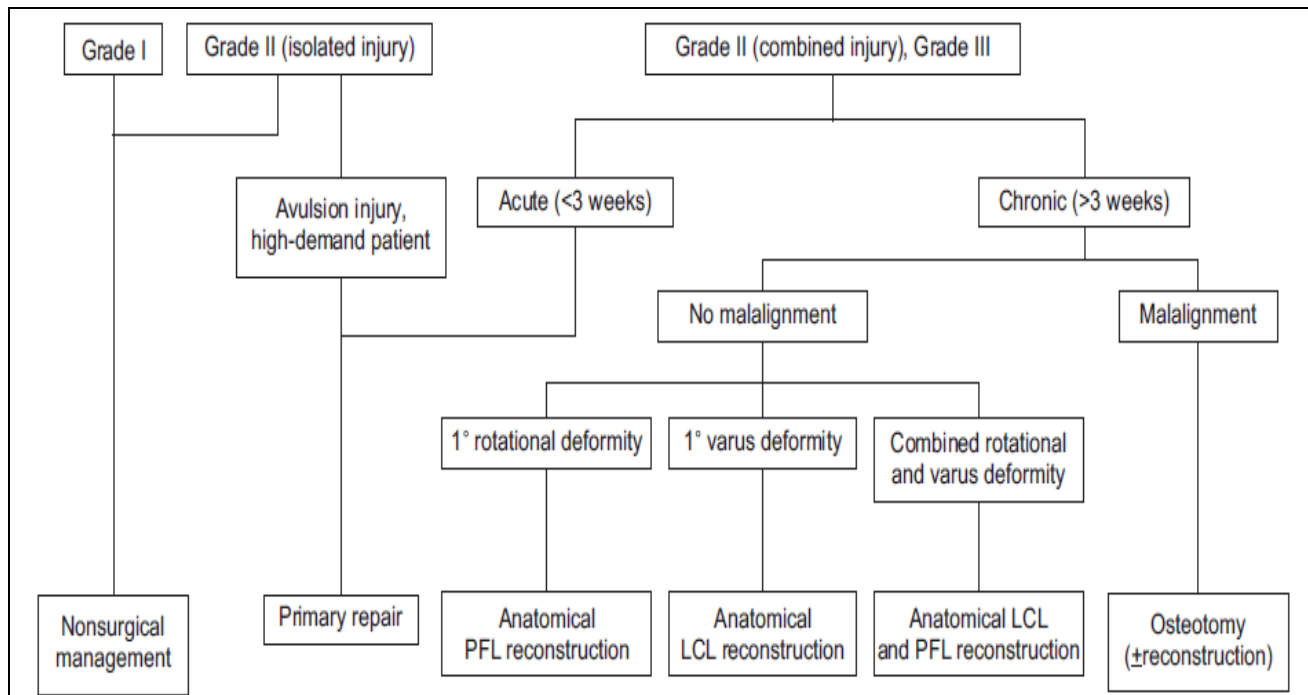 Grade I
Grade II (isolated injury)
Grade II (combined injury), Grade III
Avulsion injury,
high-demand patient
Acute (<3 weeks)
Chronic (>3 weeks)
No malalignment
Malalignment
1° rotational deformity
1° varus deformity
Combined rotational
and varus deformity
Nonsurgical
management
Primary repair
Anatomical
PFL reconstruction
Anatomical
LCL reconstruction
Anatomical LCL
and PFL reconstruction
Osteotomy
(±reconstruction)